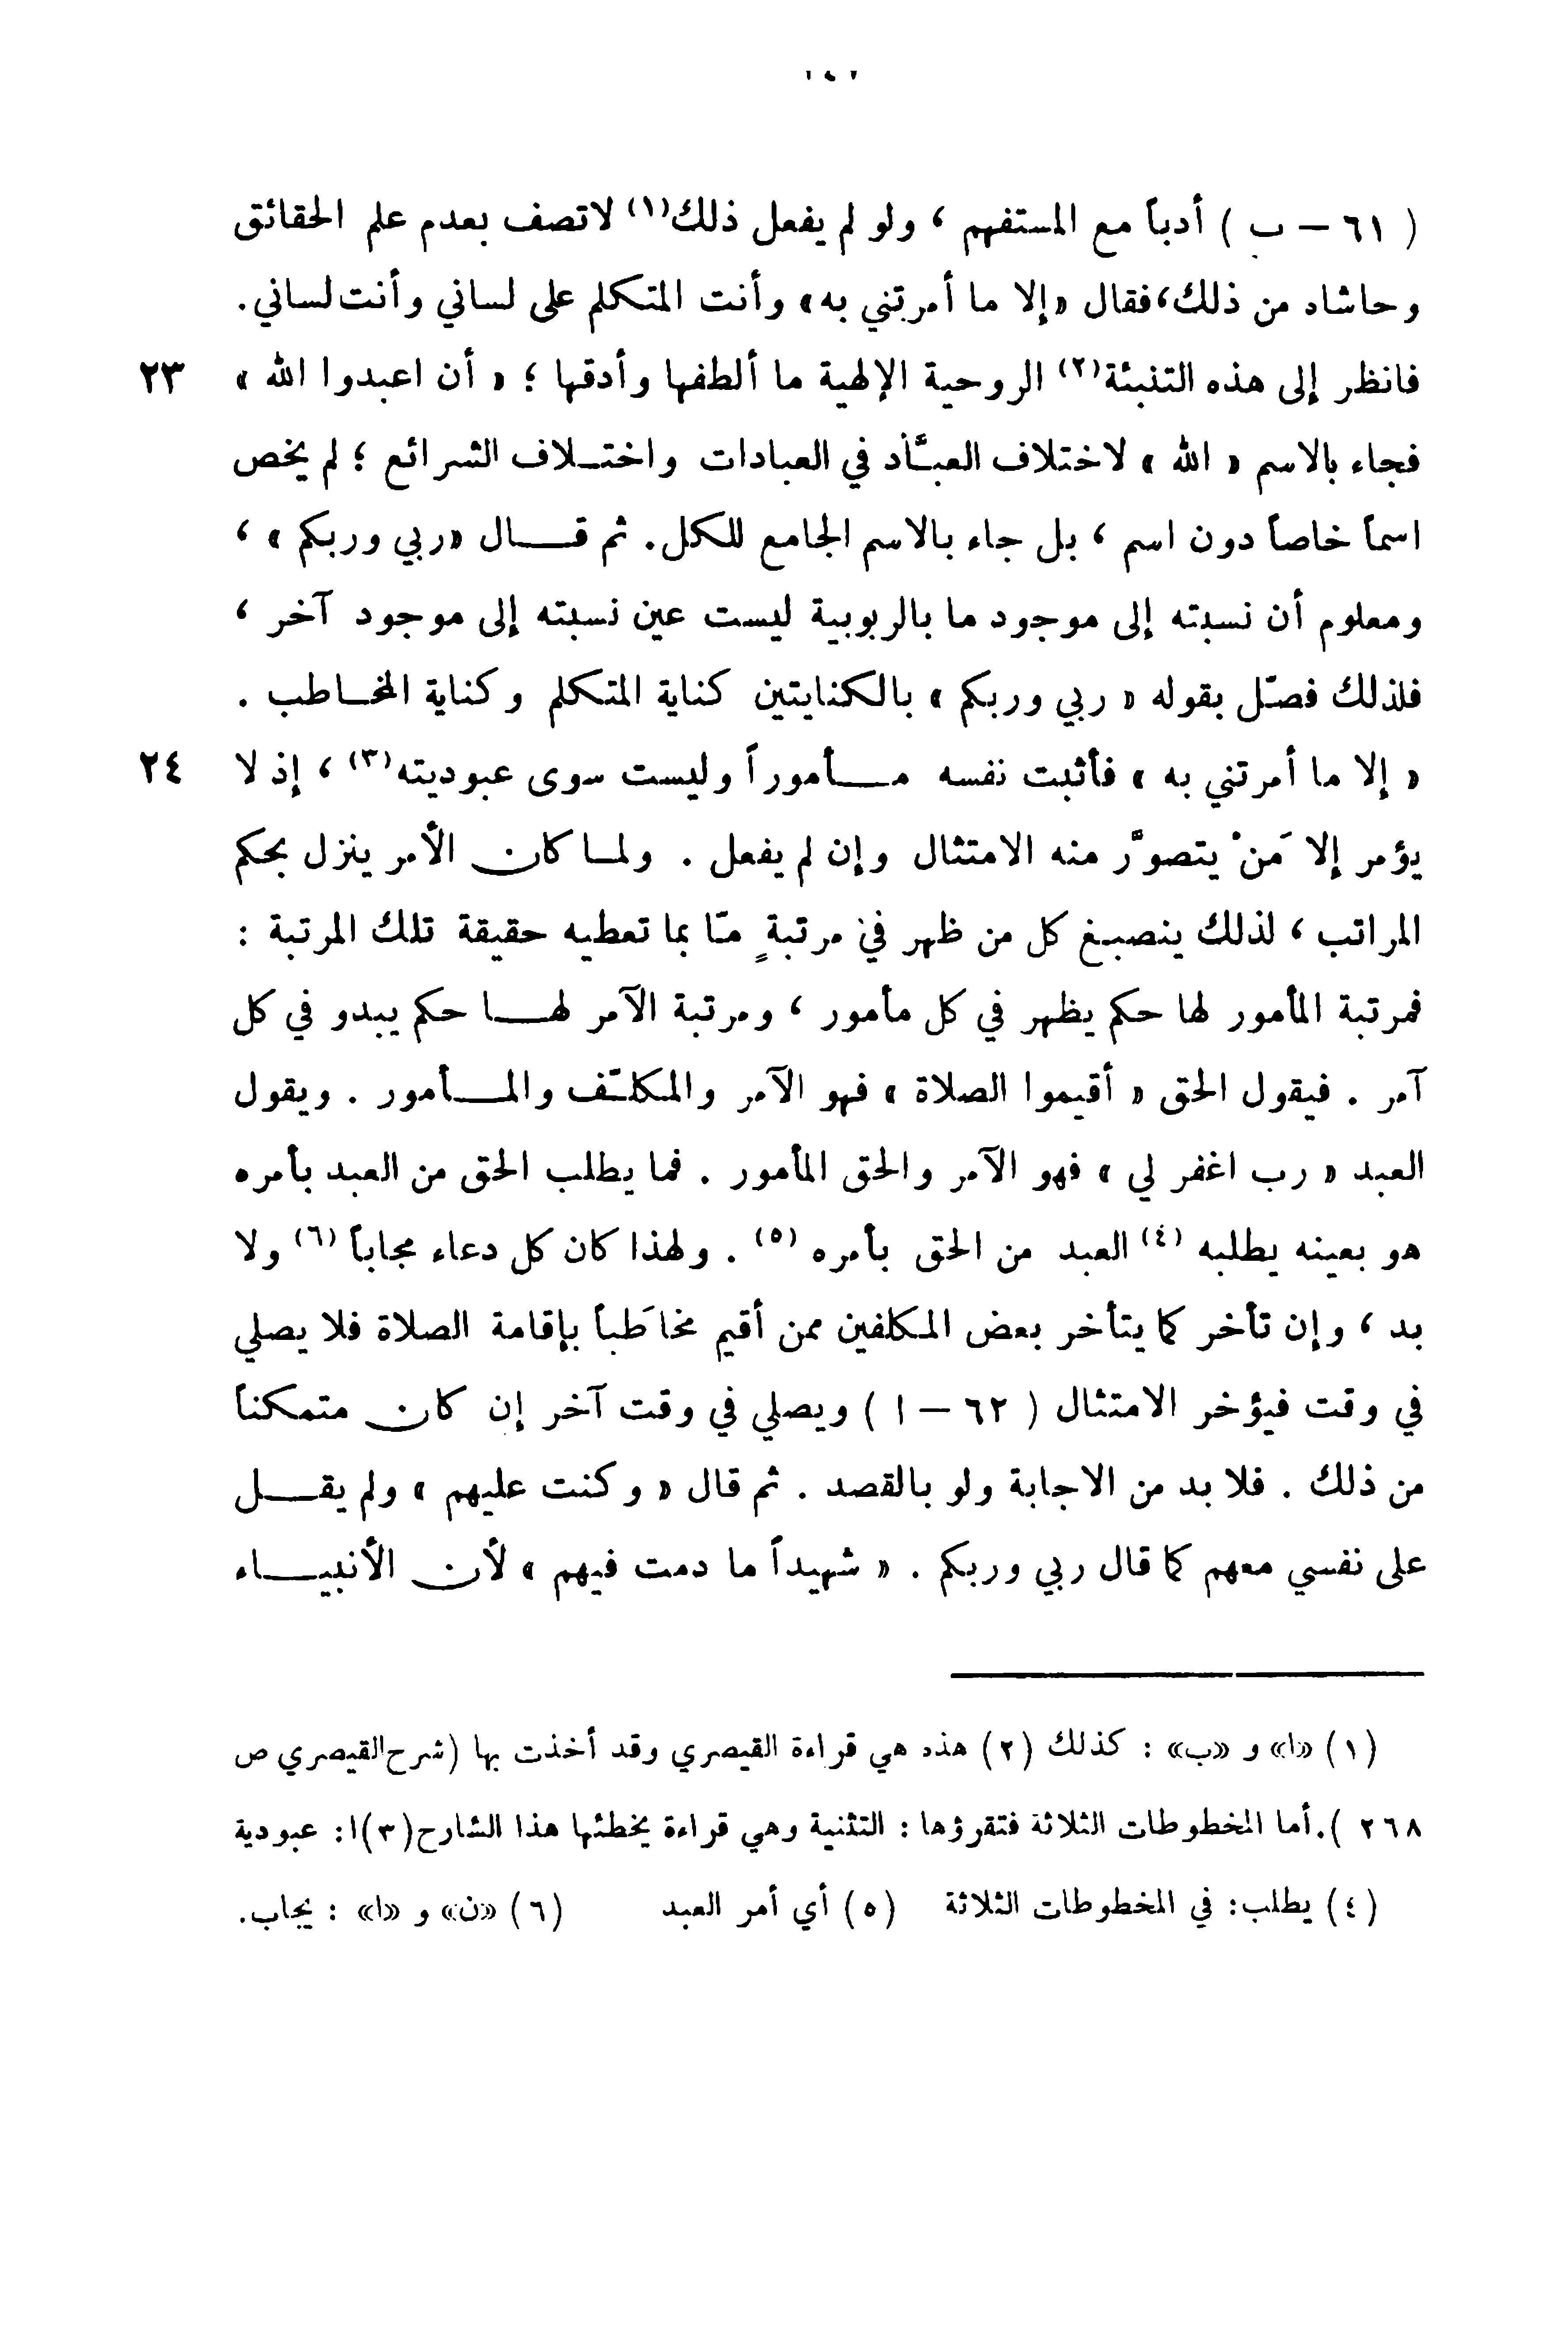 ( ٦١ – ب ) أدباً مع المستفهم ، ولو لم يفعل ذلك(١) لاتصف بعدم علم الحقائق
وحاشاه من ذلك،فقال «إلا ما أمرتني به» وأنت المتكلم على لساني وأنت لساني.
فانظر إلى هذه التنبئة(٢) الروحية الإلهية ما ألطفها وأدقها ؛ « أن اعبدوا الله » ٢٣
فجاء بالاسم « الله » لاختلاف العبَّاد في العبادات واختـلاف الشرائع ؛ لم يخص
اسماً خاصاً دون اسم ، بل جاء بالاسم الجامع للكل. ثم قـــال «ربي وربكم» ،
ومعلوم أن نسبته إلى موجود ما بالربوبية ليست عين نسبته إلى موجود آخر ،
فلذلك فصّل بقوله « ربي وربكم » بالكنايتين كناية المتكلم وكناية المخـاطب .
« إلا ما أمرتني به » فأثبت نفسه مـــأموراً وليست سوى عبوديته(٣) ، إذ لا ٢٤
يؤمر إلا مَنْ يتصوَّر منه الامتثال وإن لم يفعل . ولمـا كان الأمر ينزل بحكم
المراتب ، لذلك ينصبـغ كل من ظهر في مرتبةٍ مّا بما تعطيه حقيقة تلك المرتبة :
فمرتبة المأمور لها حكم يظهر في كل مأمور ، ومرتبة الآمر لهـــا حكم يبدو في كل
آمر . فيقول الحق « أقيموا الصلاة » فهو الآمر والمكلَّف والمـــأمور . ويقول
العبد « رب اغفر لي » فهو الآمر والحق المأمور . فما يطلب الحق من العبد بأمره
هو بعينه يطلبه (٤) العبد من الحق بأمره (٥) . ولهذا كان كل دعاء مجاباً (٦) ولا
بد ، وإن تأخر كما يتأخر بعض المكلفين ممن أقيم مخاطَباً بإقامة الصلاة فلا يصلي
في وقت فيؤخر الامتثال ( ٦٢ – ا ) ويصلي في وقت آخر إن كان متمكناً
من ذلك . فلا بد من الاجابة ولو بالقصد . ثم قال « وكنت عليهم » ولم يقـــل
على نفسي معهم كما قال ربي وربكم . « شهيداً ما دمت فيهم » لأن الأنبيـــاء
(١) «ا» و «ب» : كذلك (٢) هذه هي قراءة القيصري وقد أخذت بها (شرح القيصري ص
٢٦٨ ).أما المخطوطات الثلاثة فتقرؤها : التثنية وهي قراءة يخطئها هذا الشارح(٣)ا: عبودية
(٤) يطلب: في المخطوطات الثلاثة (٥) أي أمر العبد (٦) «ن» و «ا» : يجاب.